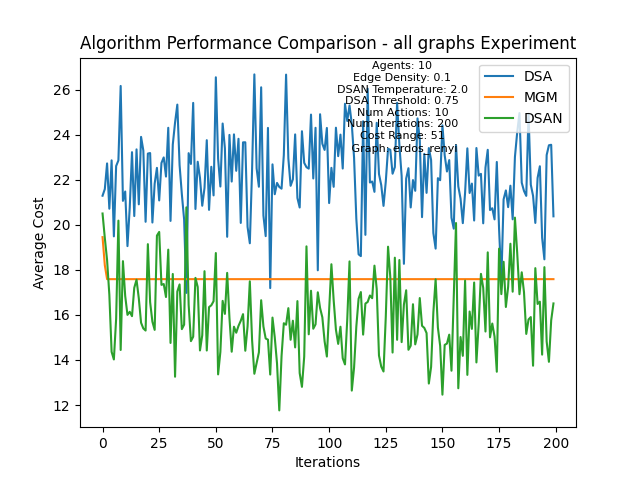 Algorithm Performance Comparison - all graphs Experiment
Agents: 10
Edge Density: 0.1
DSAN Temperature: 2.0
DSA Threshold: 0.75
Num Actions: 10
Num Iterations: 200
Cost Range: 51
Graph: erdos_renyi
DSA
MGM
DSAN
Average Cost
26
24
22
20
18
16
14
12
0 25 50 75 100 125 150 175 200
Iterations